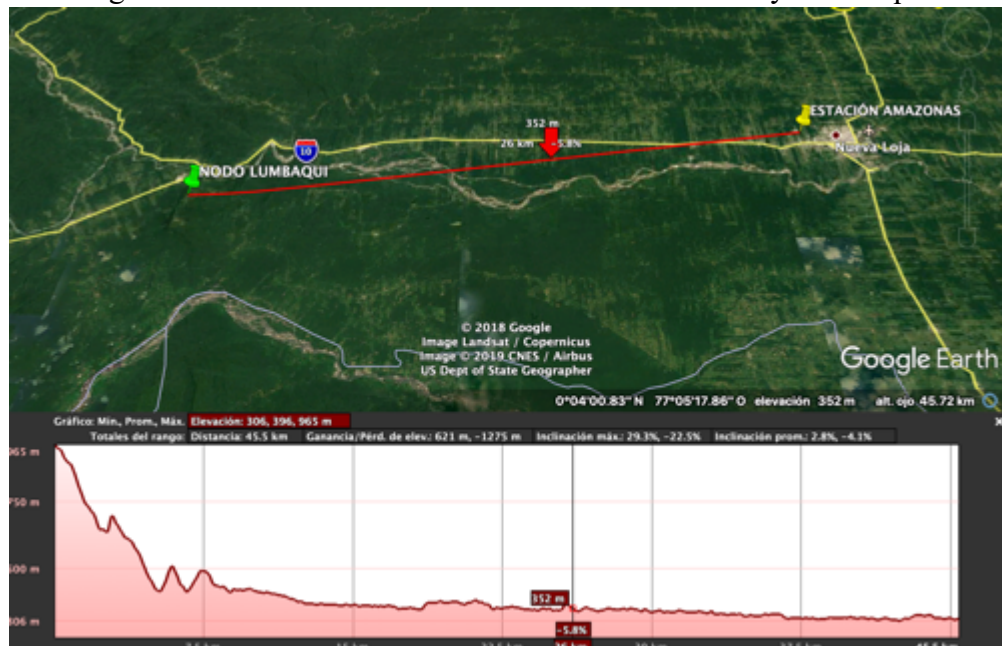 ESTACIÓN AMAZONAS
352 m
26 km -5.8%
Nueva Loja
10
NODO LUMBAQUI
© 2018 Google
Image Landsat / Copernicus
Image © 2019 CNES / Airbus
US Dept of State Geographer
Google Earth
0°04'00.83" N 77°05'17.86" O elevación 352 m alt. ojo 45.72 km
Gráfico: Mín., Prom., Máx. Elevación: 306, 396, 965 m
Totales del rango: Distancia: 45.5 km Ganancia/Pérd. de elev.: 621 m, -1275 m Inclinación máx.: 29.3%, -22.5% Inclinación prom.: 2.8%, -4.1%
965 m
750 m
500 m
352 m
306 m
-5.8%